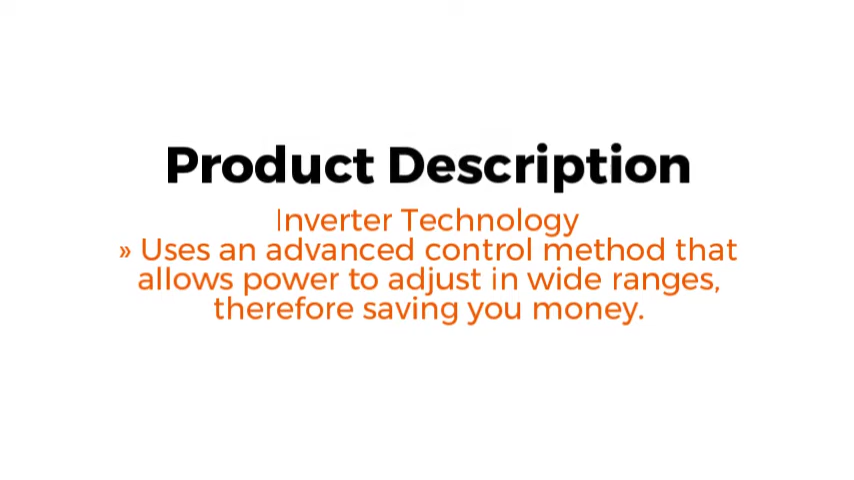 Product Description
Inverter Technology
» Uses an advanced control method that
allows power to adjust in wide ranges,
therefore saving you money.